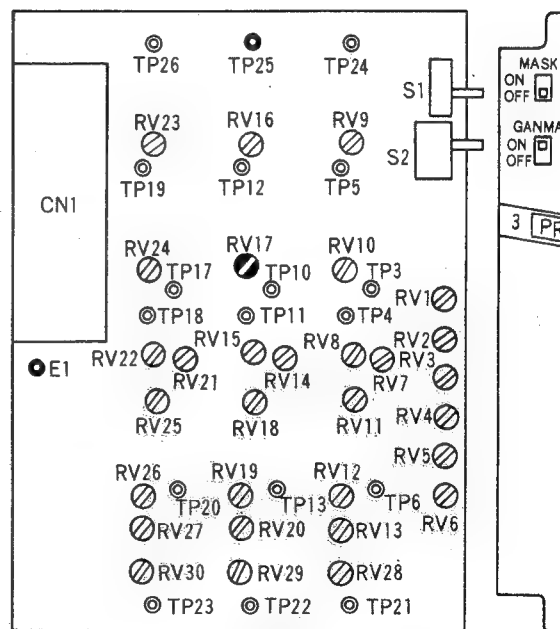 TP26 TP25 TP24
MASK
ON
OFF
S1
RV23 RV16 RV9
GANMA
ON
OFF
S2
TP19 TP12 TP5
CN1
3 PR
RV24 RV17 RV10
TP17 TP10 TP3
RV1
TP18 TP11 TP4
RV2
RV22 RV15 RV8 RV3
E1
RV21 RV14 RV7
RV25 RV18 RV11 RV4
RV5
RV26 RV19 RV12
TP20 TP13 TP6
RV6
RV27 RV20 RV13
RV30 RV29 RV28
TP23 TP22 TP21